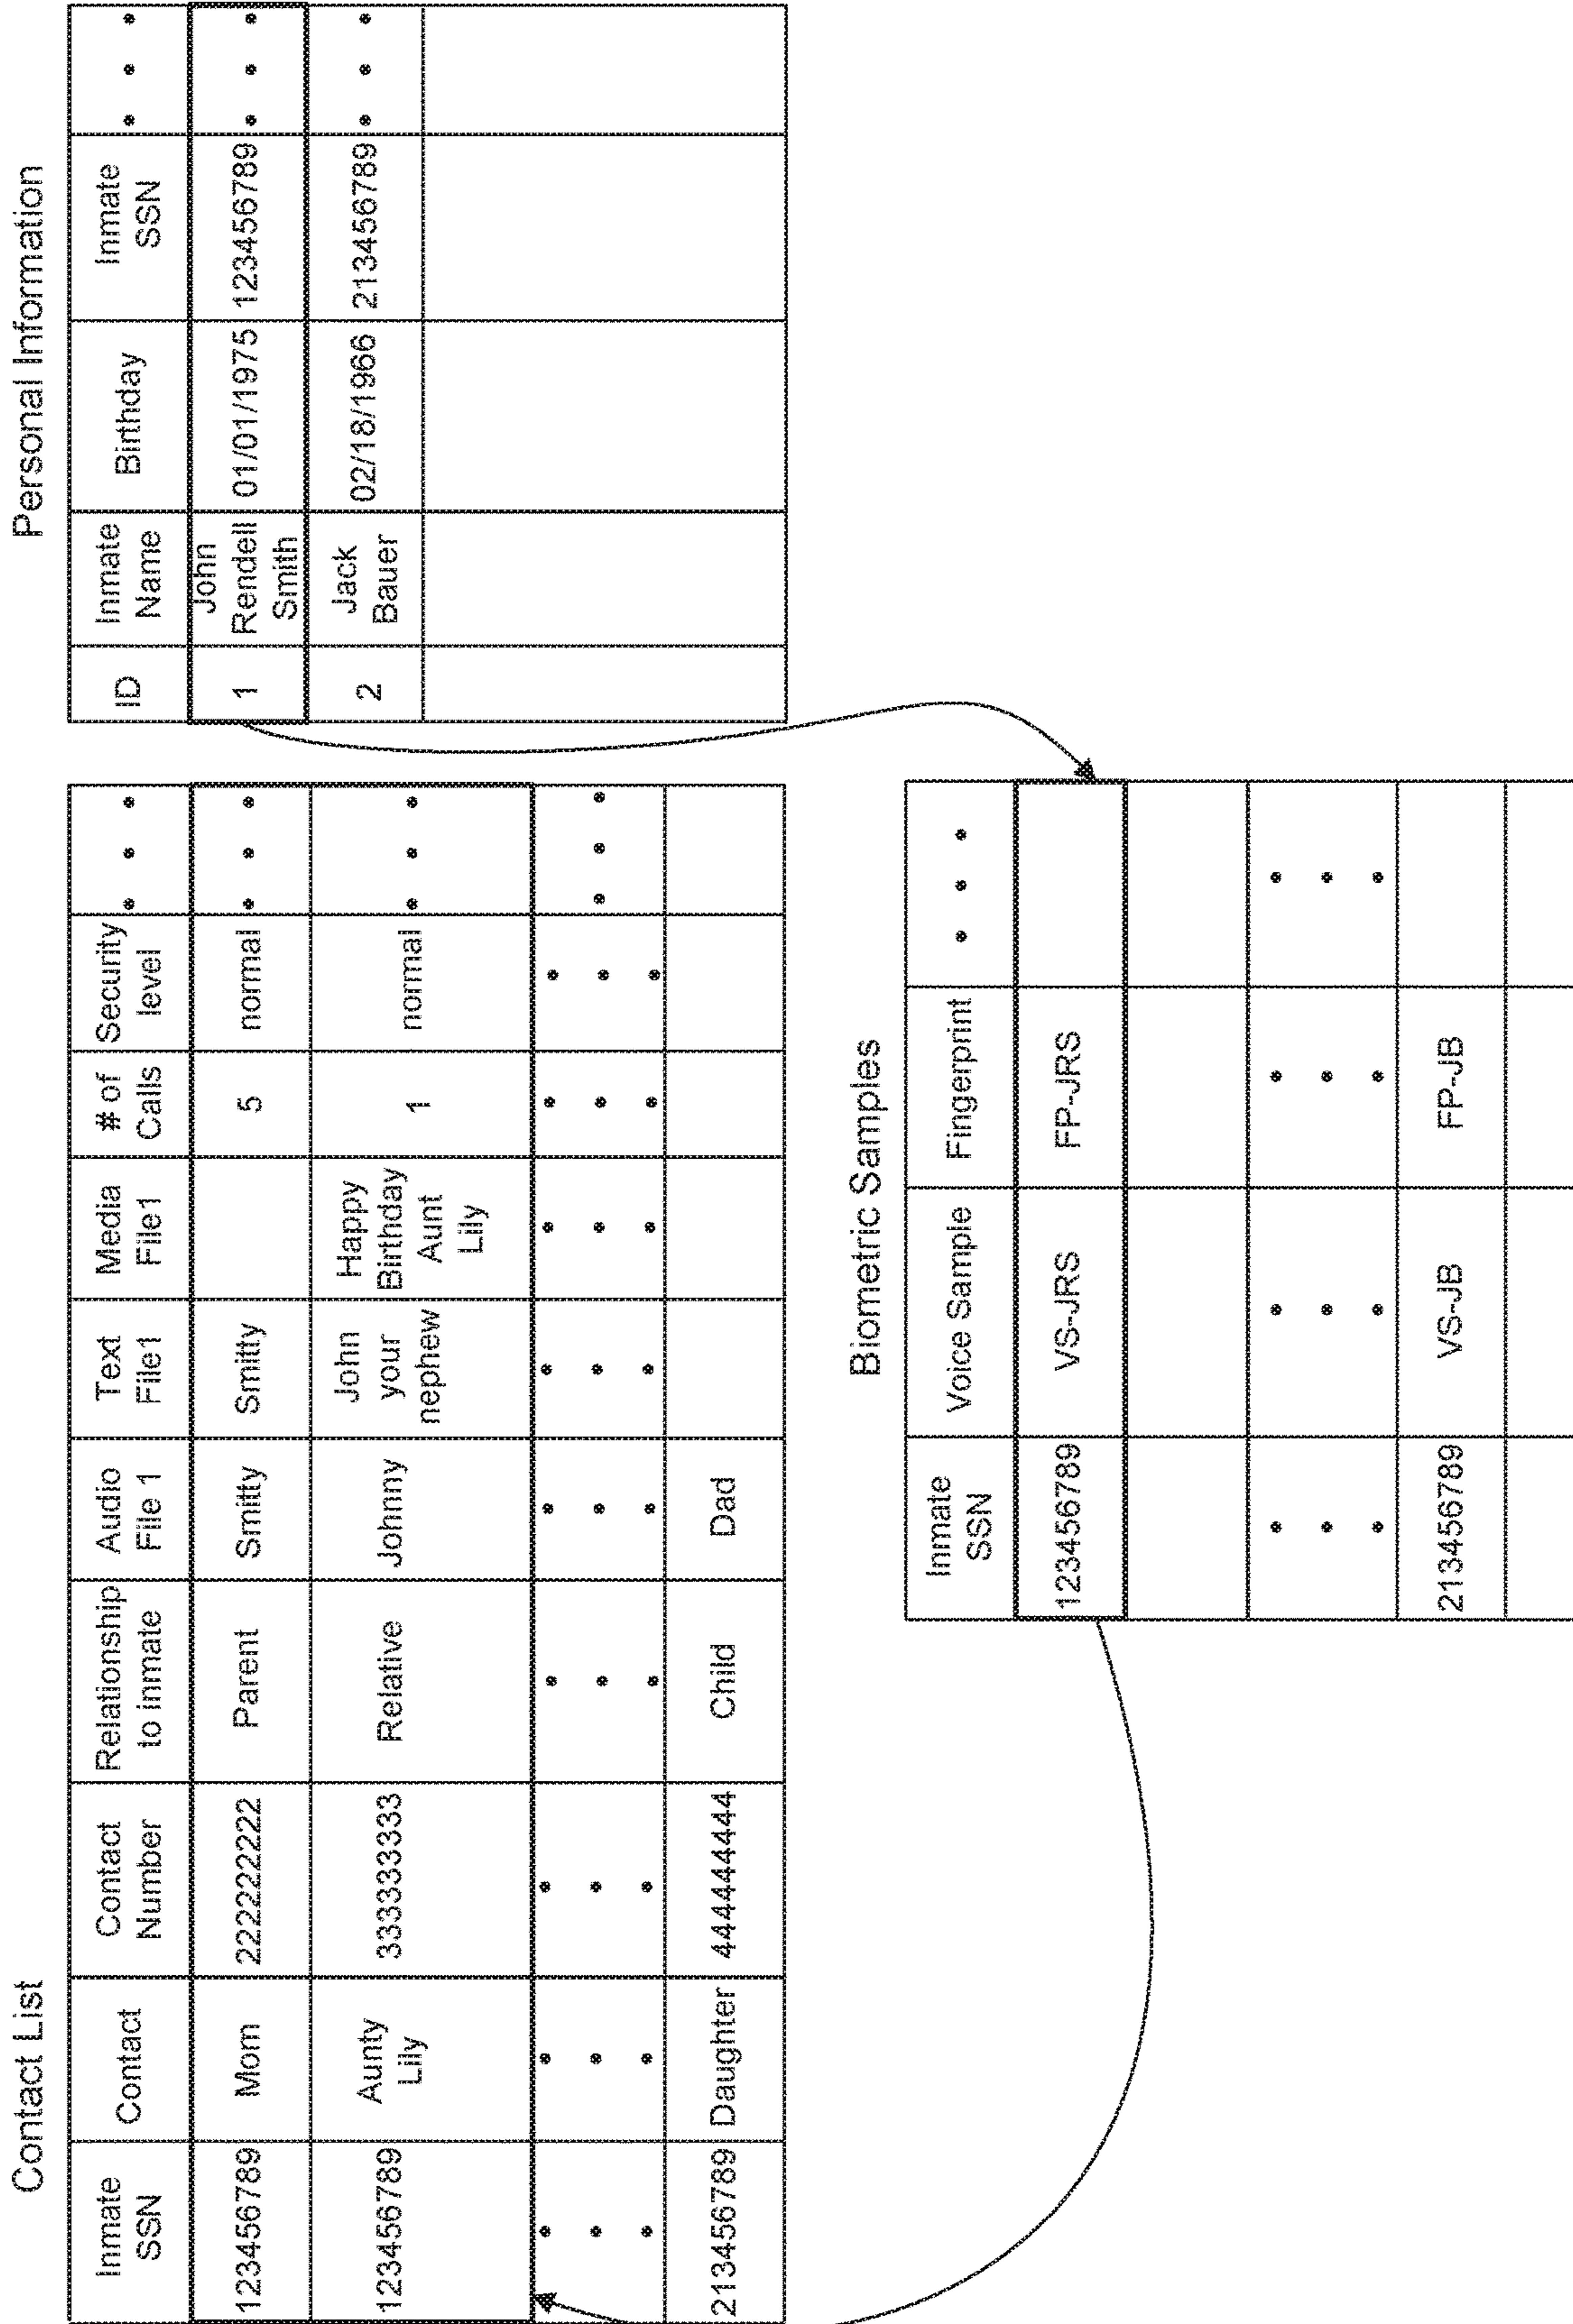 Contact List
Inmate
SSN
Contact
Contact
Number
Relationship
to inmate
Audio
File 1
Text
File1
Media
File1
# of
Calls
Security
level
123456789
Mom
222222222
Parent
Smitty
Smitty
5
normal
123456789
Aunty
Lily
333333333
Relative
Johnny
John
your
nephew
Happy
Birthday
Aunt
Lily
1
normal
213456789
Daughter
444444444
Child
Dad
Personal Information
ID
Inmate
Name
Birthday
Inmate
SSN
1
John
Rendell
Smith
01/01/1975
123456789
2
Jack
Bauer
02/18/1966
213456789
Biometric Samples
Inmate
SSN
Voice Sample
Fingerprint
123456789
VS-JRS
FP-JRS
213456789
VS-JB
FP-JB